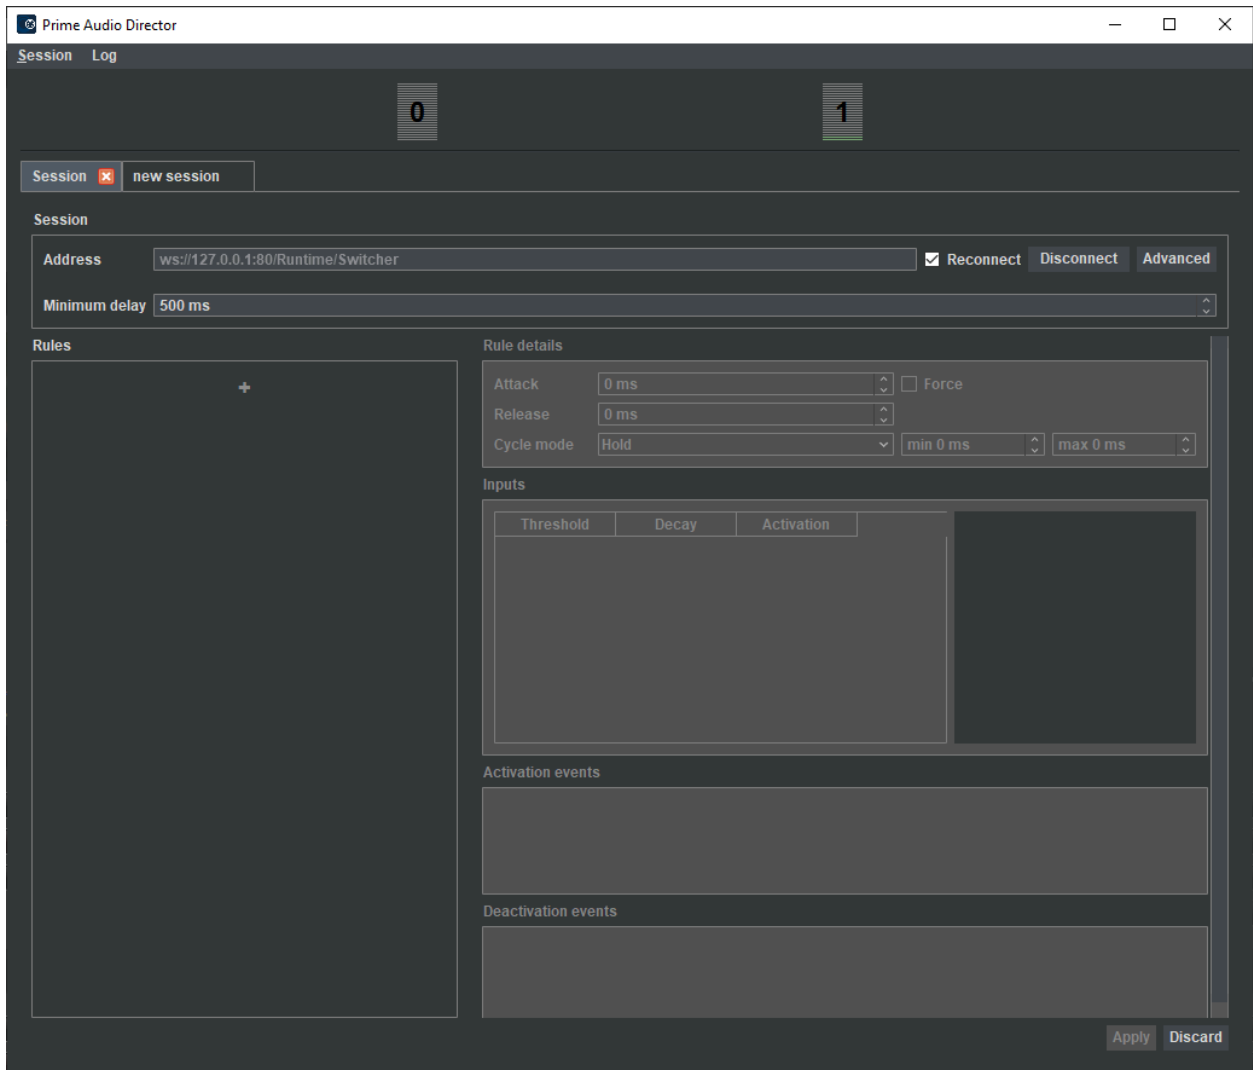 Prime Audio Director
Session Log
0 1
Session new session
Session
Address ws://127.0.0.1:80/Runtime/Switcher Reconnect Disconnect Advanced
Minimum delay 500 ms
Rules Rule details
Attack 0 ms Force
Release 0 ms
Cycle mode Hold min 0 ms max 0 ms
Inputs
Threshold Decay Activation
Activation events
Deactivation events
Apply Discard